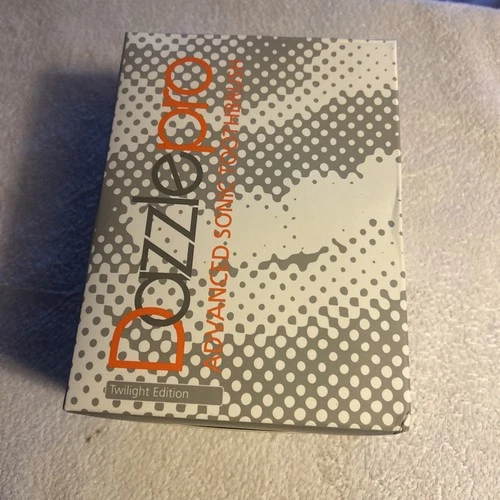 Dazzlepro
ADVANCED SONIC TOOTHBRUSH
Twilight Edition